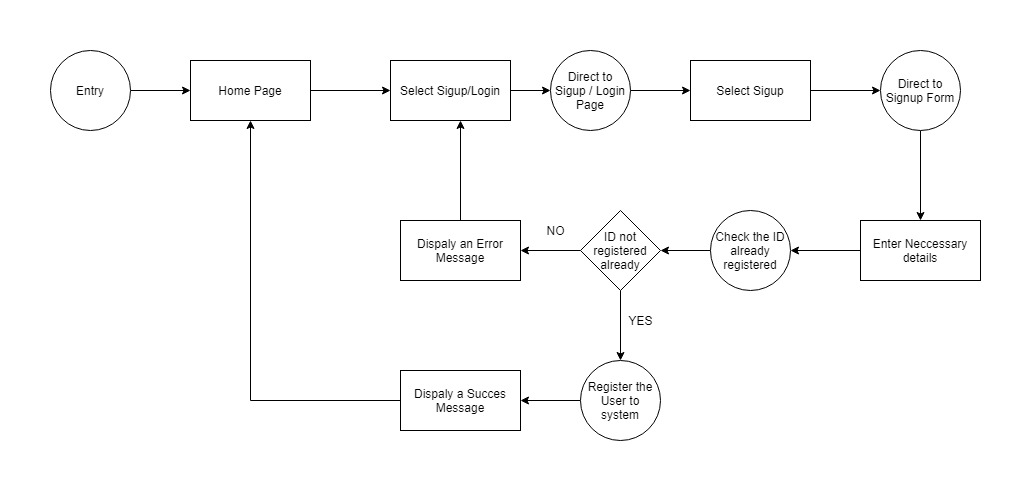 Entry
Home Page
Select Sigup/Login
Direct to
Sigup / Login
Page
Select Sigup
Direct to
Signup Form
Enter Neccessary
details
Check the ID
already
registered
ID not
registered
already
NO
Dispaly an Error
Message
YES
Register the
User to
system
Dispaly a Succes
Message